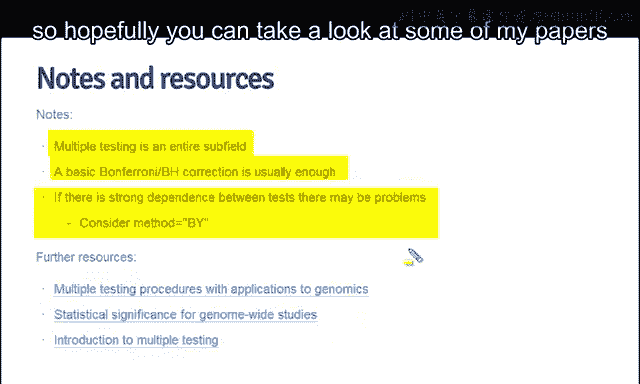 so hopefully you can take a look at some of my papers
Notes and resources
Notes:
· Multiple testing is an entire subfield
· A basic Bonferroni/BH correction is usually enough
· If there is strong dependence between tests there may be problems
- Consider method="BY"
Further resources:
· Multiple testing procedures with applications to genomics
· Statistical significance for genome-wide studies
· Introduction to multiple testing